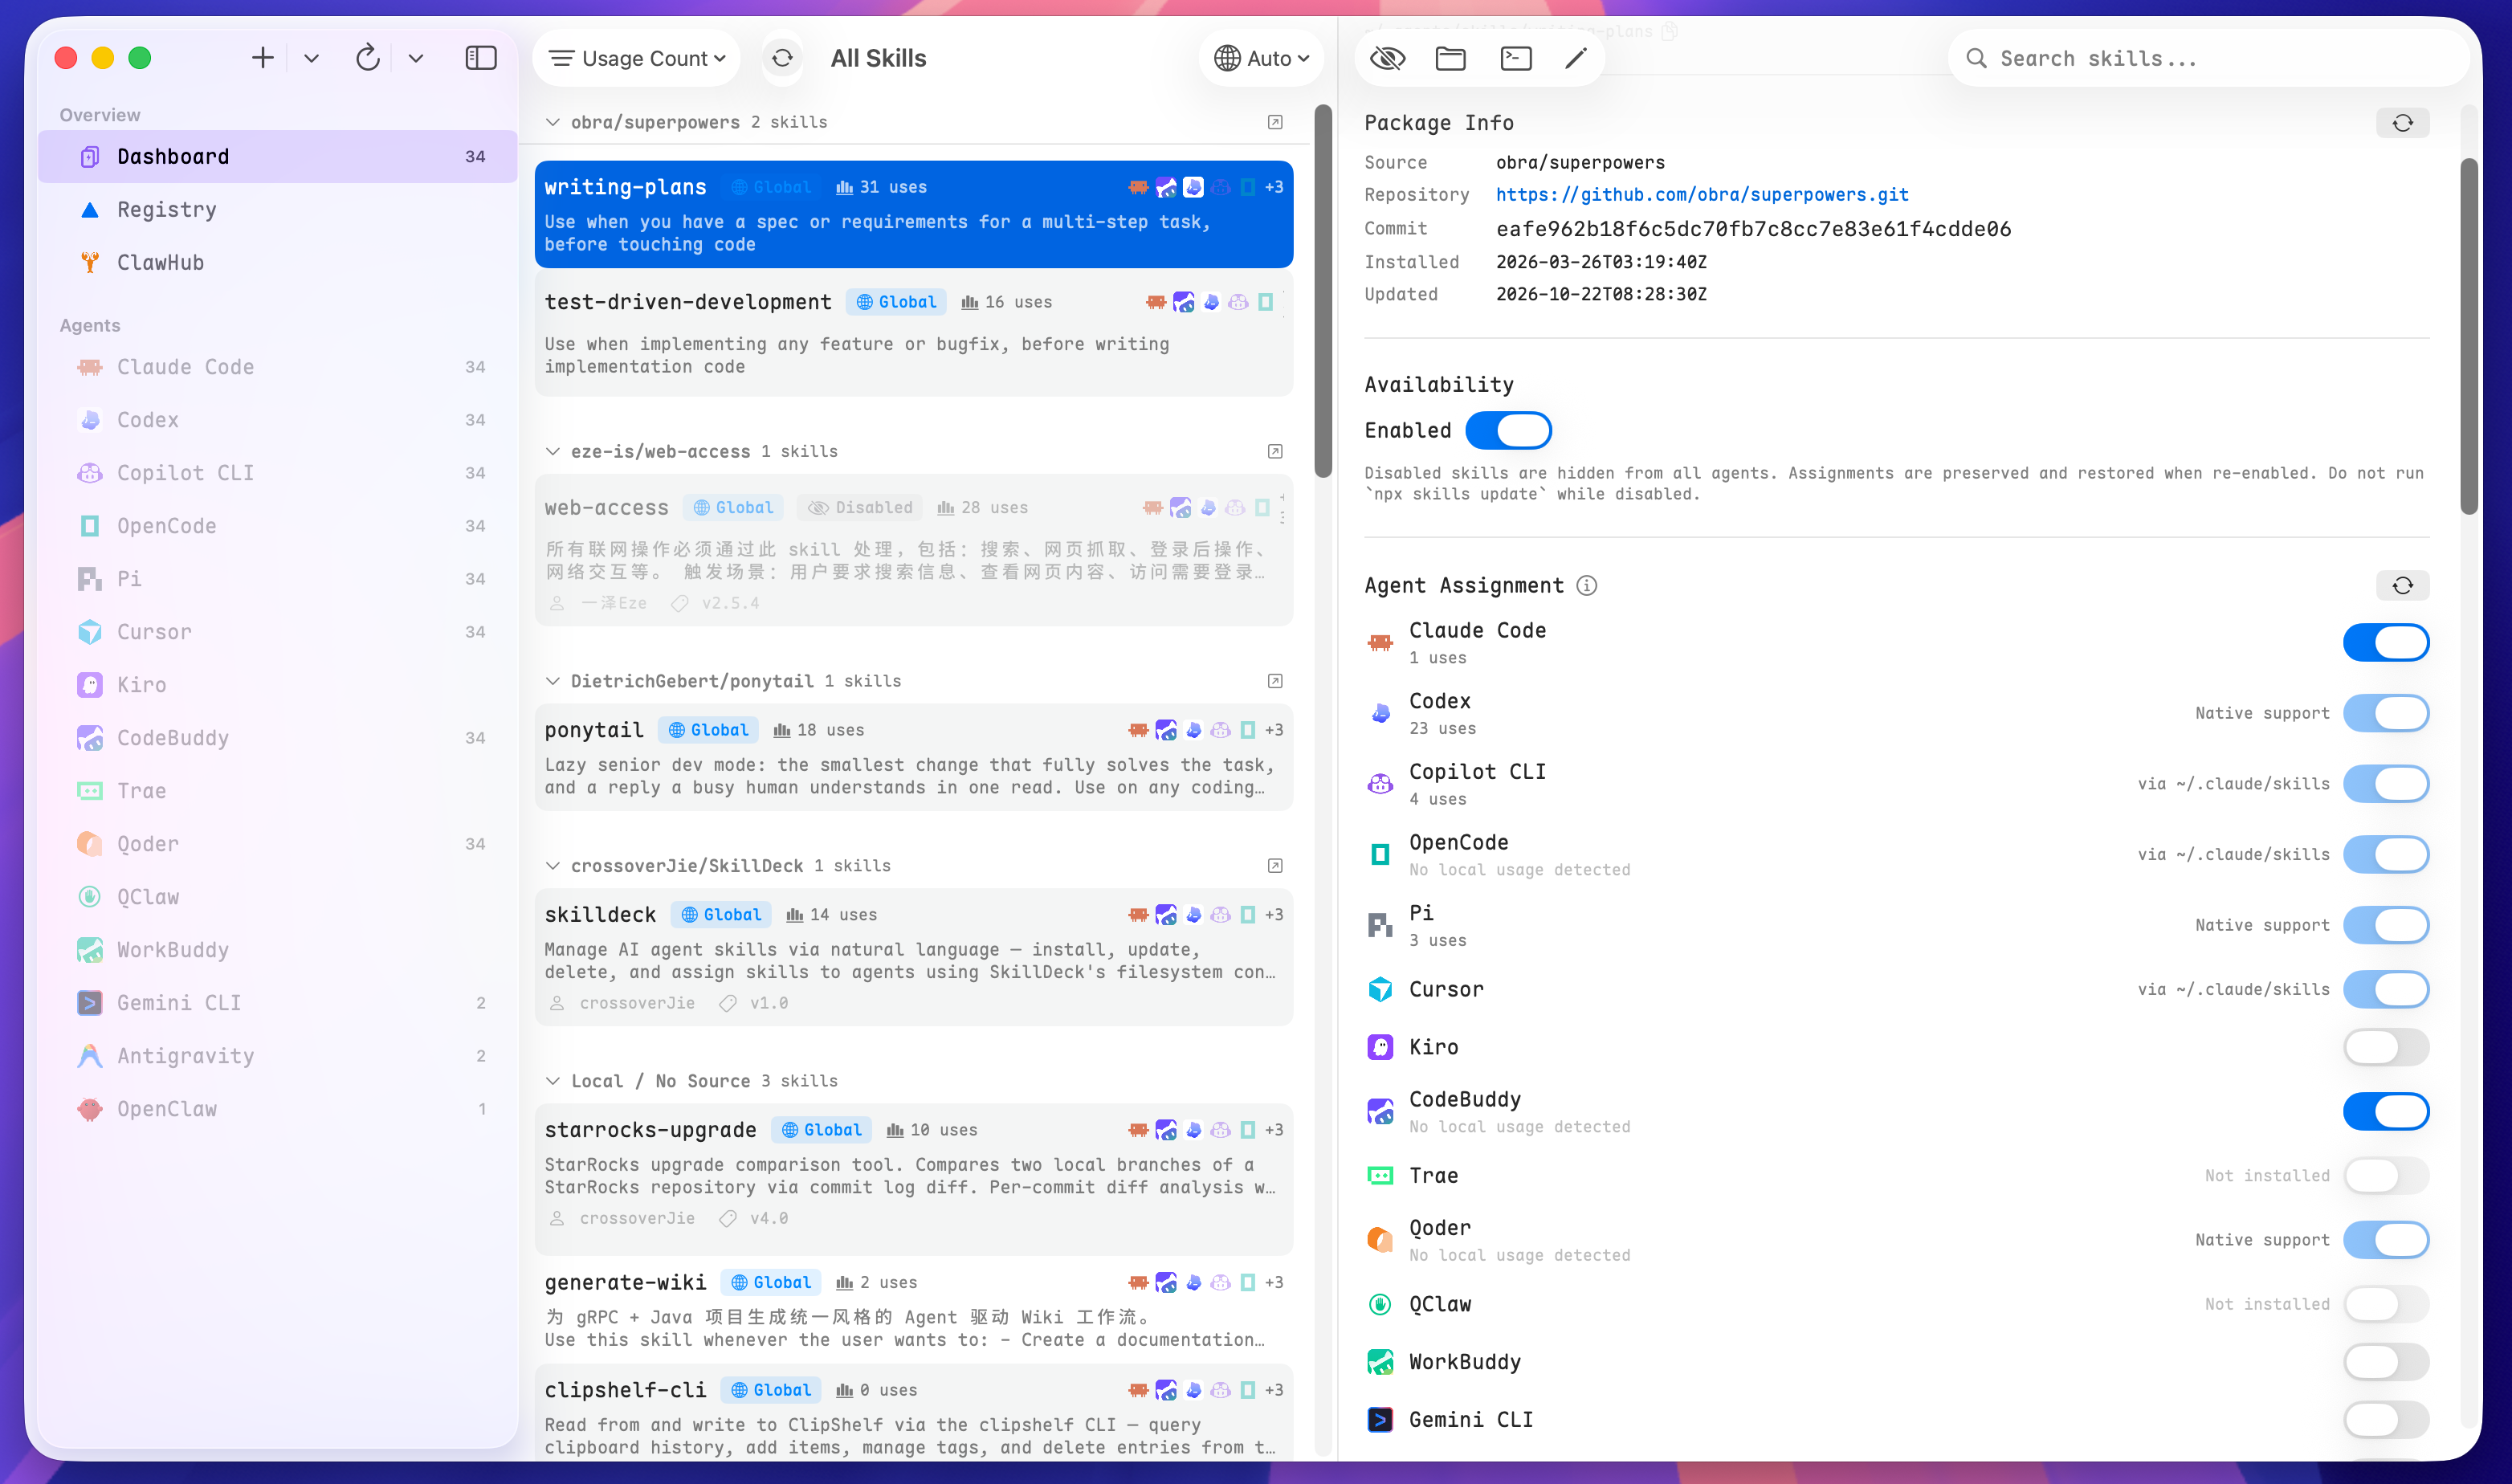 Overview
Dashboard 34
Registry
ClawHub
Agents
Claude Code 34
Codex 34
Copilot CLI 34
OpenCode 34
Pi 34
Cursor 34
Kiro
CodeBuddy 34
Trae
Qoder 34
QClaw
WorkBuddy
Gemini CLI 2
Antigravity 2
OpenClaw 1
Usage Count
All Skills
Auto
obra/superpowers 2 skills
writing-plans Global 31 uses +3
Use when you have a spec or requirements for a multi-step task,
before touching code
test-driven-development Global 16 uses
Use when implementing any feature or bugfix, before writing
implementation code
eze-is/web-access 1 skills
web-access Global Disabled 28 uses
所有联网操作必须通过此 skill 处理，包括：搜索、网页抓取、登录后操作、
网络交互等。 触发场景：用户要求搜索信息、查看网页内容、访问需要登录…
一泽Eze v2.5.4
DietrichGebert/ponytail 1 skills
ponytail Global 18 uses +3
Lazy senior dev mode: the smallest change that fully solves the task,
and a reply a busy human understands in one read. Use on any coding…
crossoverJie/SkillDeck 1 skills
skilldeck Global 14 uses +3
Manage AI agent skills via natural language — install, update,
delete, and assign skills to agents using SkillDeck's filesystem con…
crossoverJie v1.0
Local / No Source 3 skills
starrocks-upgrade Global 10 uses +3
StarRocks upgrade comparison tool. Compares two local branches of a
StarRocks repository via commit log diff. Per-commit diff analysis w…
crossoverJie v4.0
generate-wiki Global 2 uses +3
为 gRPC + Java 项目生成统一风格的 Agent 驱动 Wiki 工作流。
Use this skill whenever the user wants to: - Create a documentation…
clipshelf-cli Global 0 uses +3
Read from and write to ClipShelf via the clipshelf CLI — query
clipboard history, add items, manage tags, and delete entries from t…
Search skills...
Package Info
Source obra/superpowers
Repository https://github.com/obra/superpowers.git
Commit eafe962b18f6c5dc70fb7c8cc7e83e61f4cdde06
Installed 2026-03-26T03:19:40Z
Updated 2026-10-22T08:28:30Z
Availability
Enabled
Disabled skills are hidden from all agents. Assignments are preserved and restored when re-enabled. Do not run
`npx skills update` while disabled.
Agent Assignment
Claude Code
1 uses
Codex
23 uses
Native support
Copilot CLI
4 uses
via ~/.claude/skills
OpenCode
No local usage detected
via ~/.claude/skills
Pi
3 uses
Native support
Cursor via ~/.claude/skills
Kiro
CodeBuddy
No local usage detected
Trae Not installed
Qoder
No local usage detected
Native support
QClaw Not installed
WorkBuddy
Gemini CLI